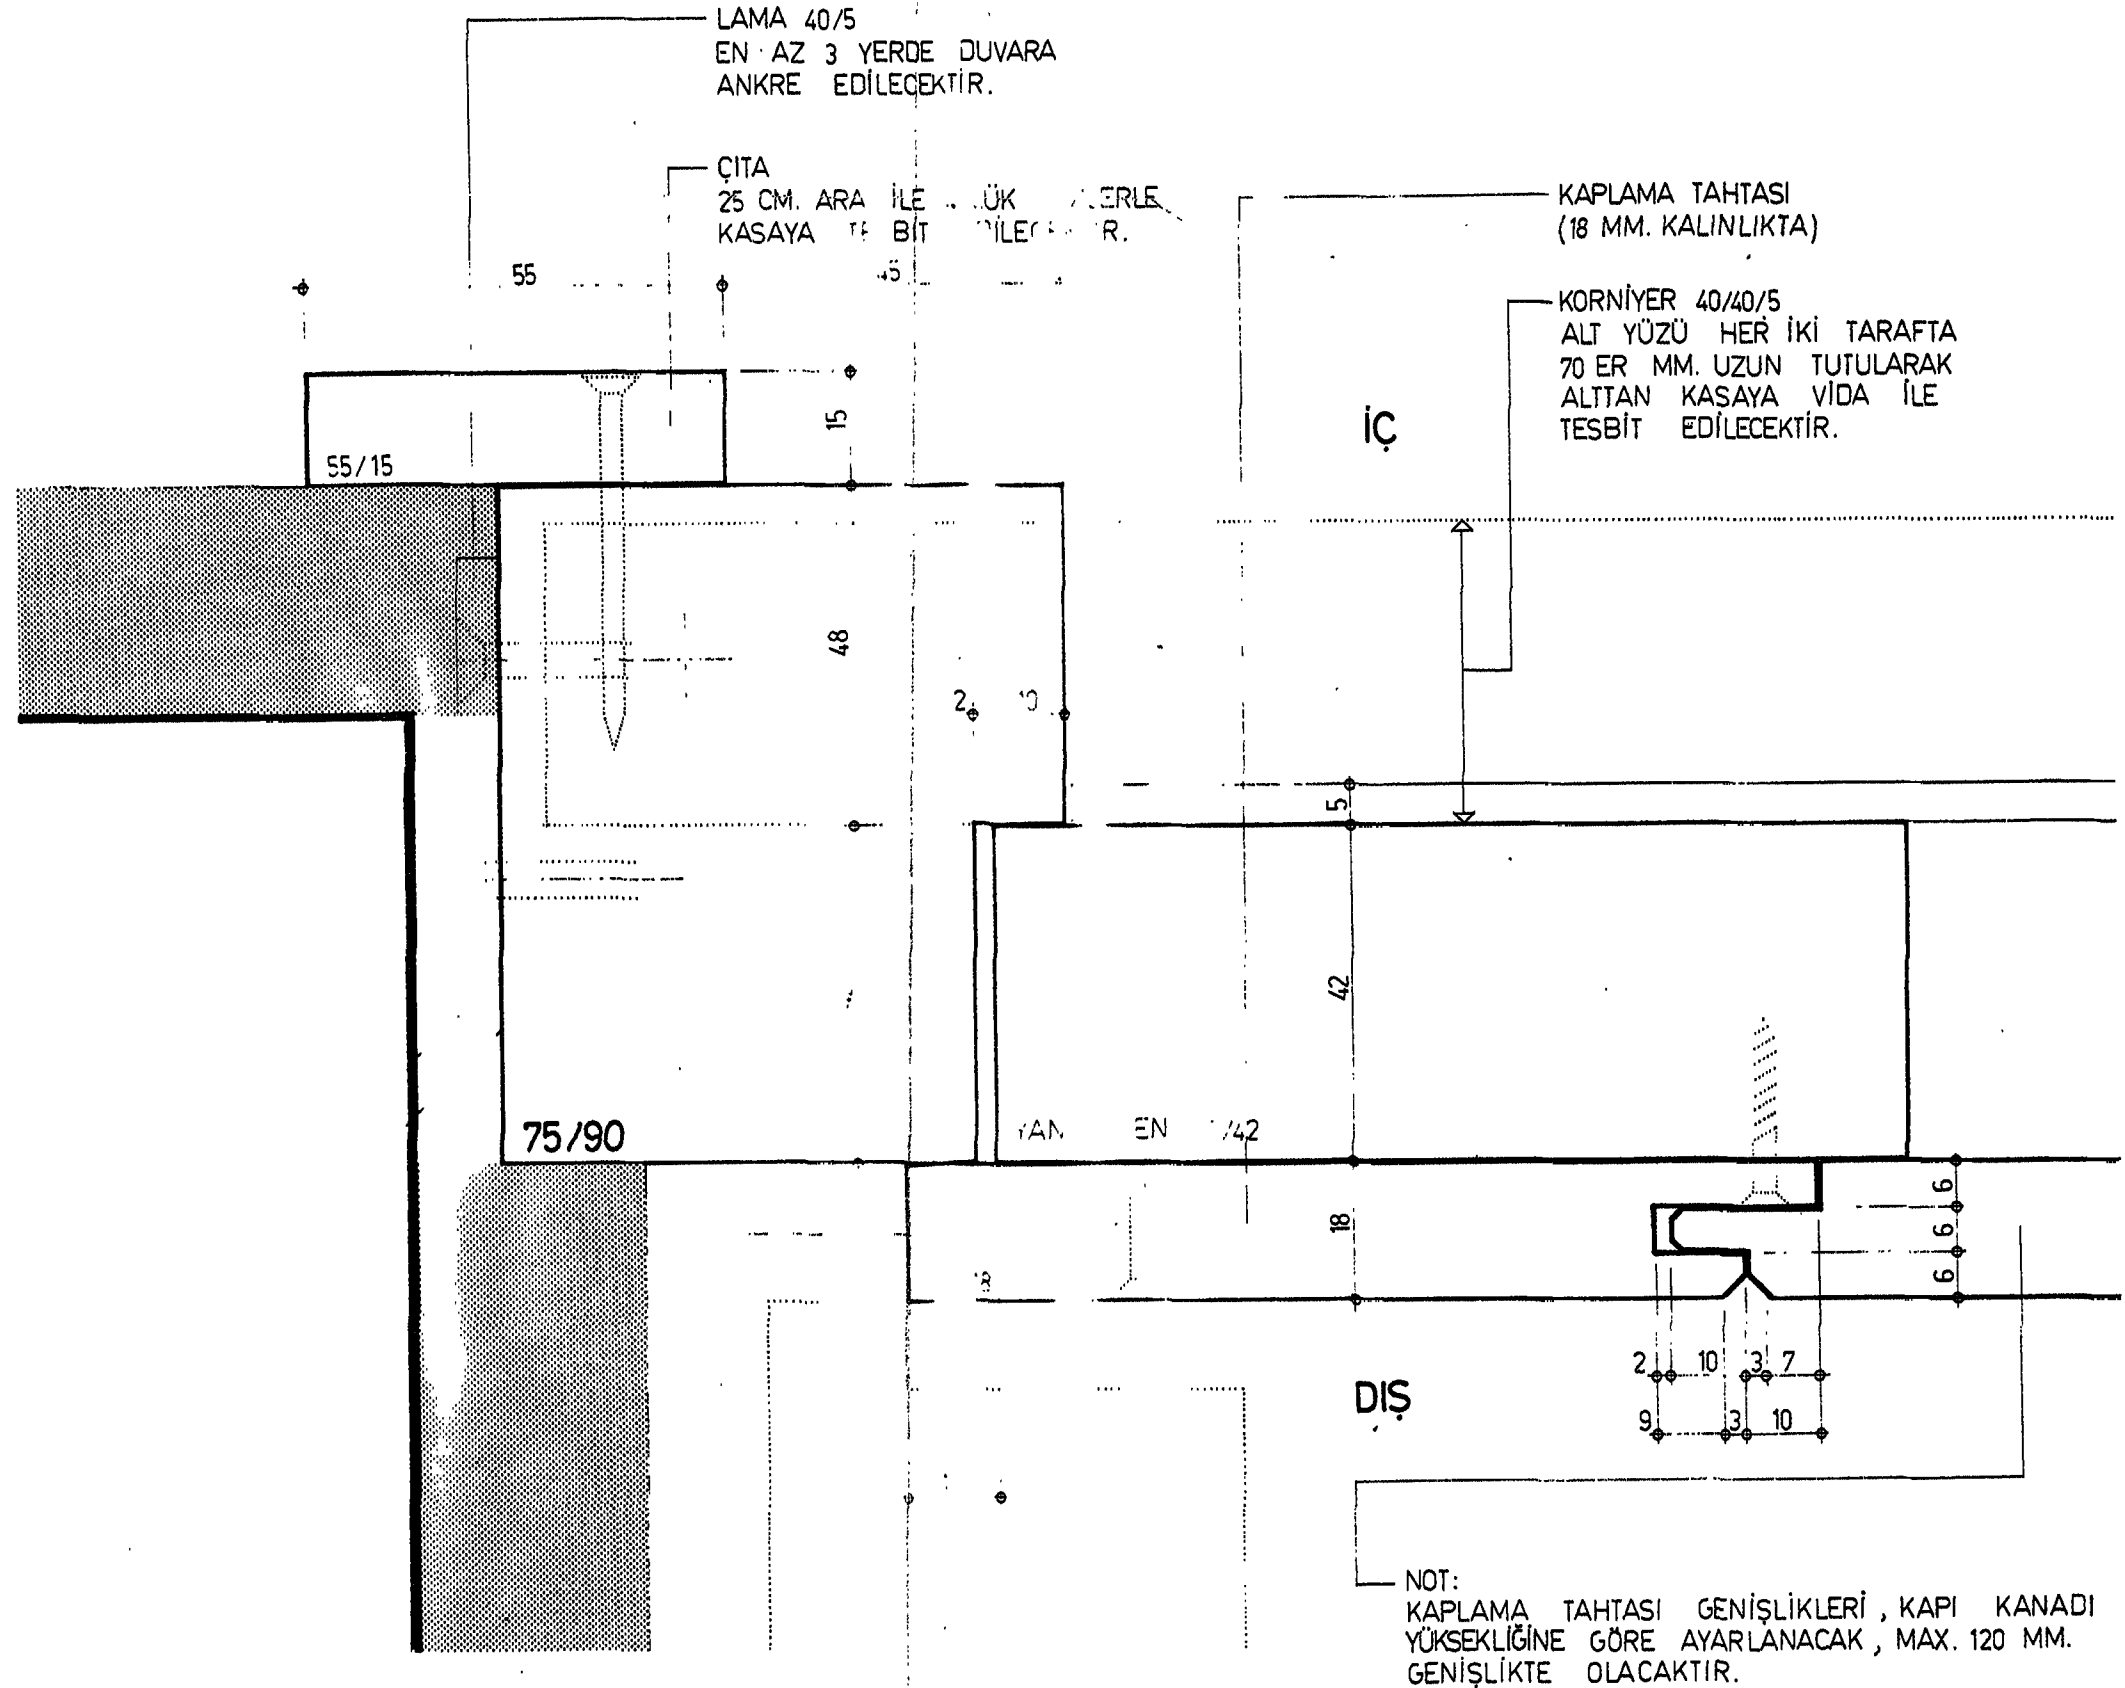 LAMA 40/5
EN AZ 3 YERDE DUVARA
ANKRE EDİLECEKTİR.
ÇITA
25 CM. ARA İLE
KASAYA
KAPLAMA TAHTASI
(18 MM. KALINLIKTA)
KORNİYER 40/40/5
ALT YÜZÜ HER İKİ TARAFTA
70 ER MM. UZUN TUTULARAK
ALTTAN KASAYA VİDA İLE
TESBİT EDİLECEKTİR.
55
45
15
55/15
İÇ
48
2
10
5
42
75/90
18
6
6
6
18
2 10 3 7
9 3 10
DIŞ
NOT:
KAPLAMA TAHTASI GENİŞLİKLERİ, KAPI KANADI
YÜKSEKLİĞİNE GÖRE AYARLANACAK, MAX. 120 MM.
GENİŞLİKTE OLACAKTIR.